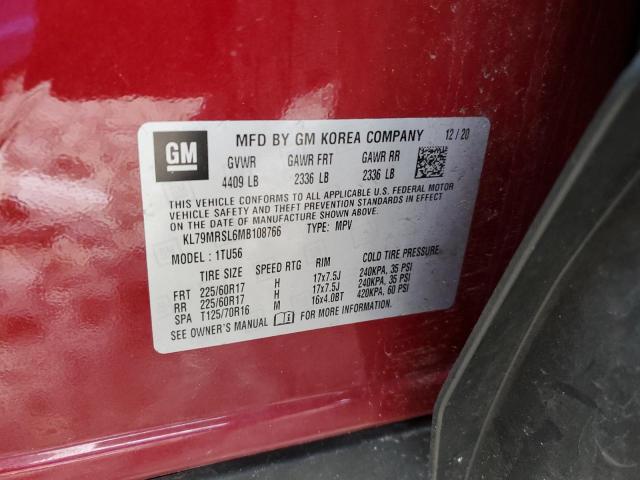 GM
MFD BY GM KOREA COMPANY 12 / 20
GVWR GAWR FRT GAWR RR
4409 LB 2336 LB 2336 LB
THIS VEHICLE CONFORMS TO ALL APPLICABLE U.S. FEDERAL MOTOR
VEHICLE SAFETY AND THEFT PREVENTION STANDARDS IN EFFECT
ON THE DATE OF MANUFACTURE SHOWN ABOVE.
KL79MRSL6MB108766 TYPE: MPV
MODEL : 1TU56
TIRE SIZE SPEED RTG RIM COLD TIRE PRESSURE
FRT 225/60R17 H 17x7.5J 240KPA, 35 PSI
RR 225/60R17 H 17x7.5J 240KPA, 35 PSI
SPA T125/70R16 M 16x4.0BT 420KPA, 60 PSI
SEE OWNER'S MANUAL FOR MORE INFORMATION.